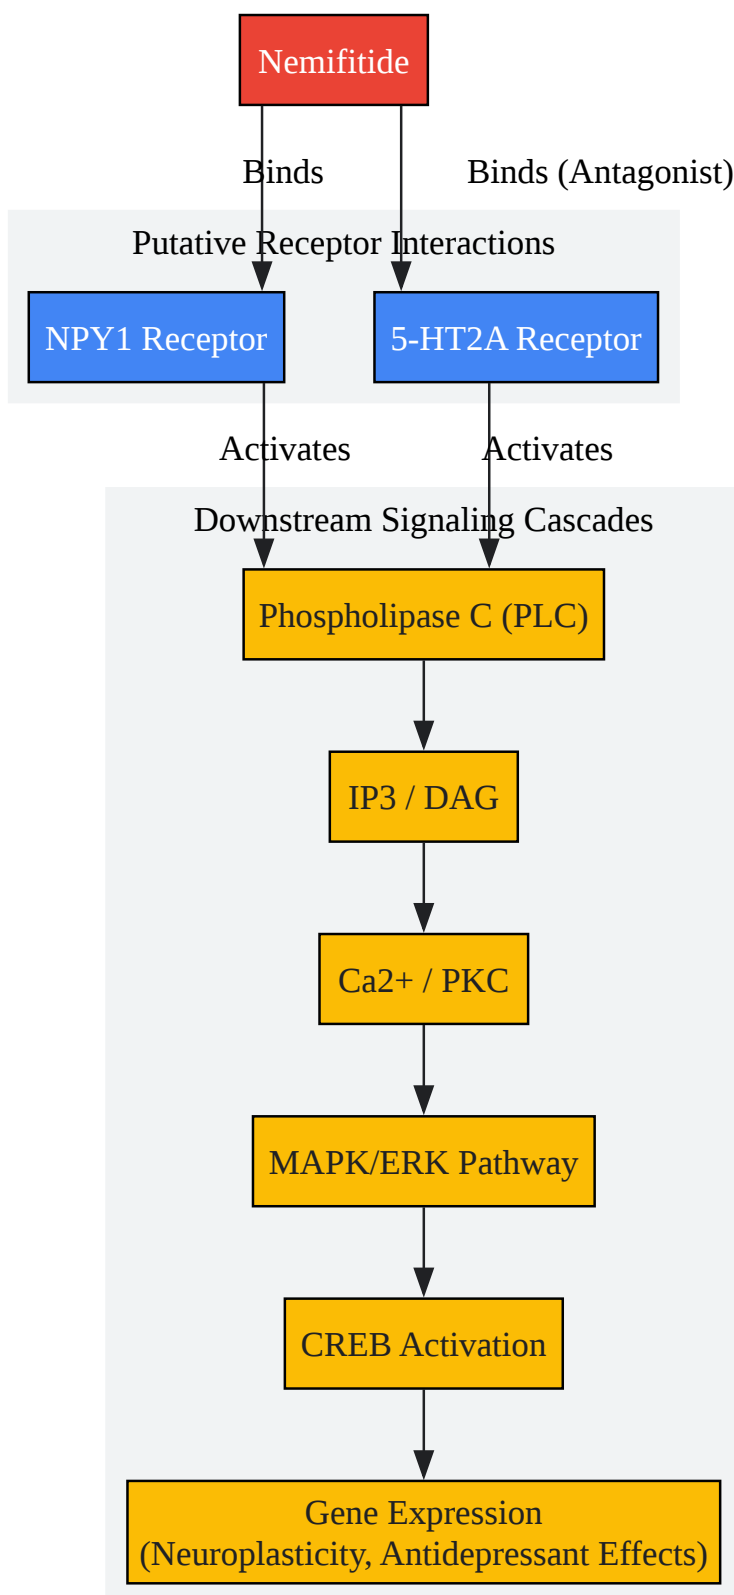 Nemifitide
Binds
Binds (Antagonist)
Putative Receptor Interactions
NPY1 Receptor
5-HT2A Receptor
Activates
Activates
Downstream Signaling Cascades
Phospholipase C (PLC)
IP3 / DAG
Ca2+ / PKC
MAPK/ERK Pathway
CREB Activation
Gene Expression
(Neuroplasticity, Antidepressant Effects)